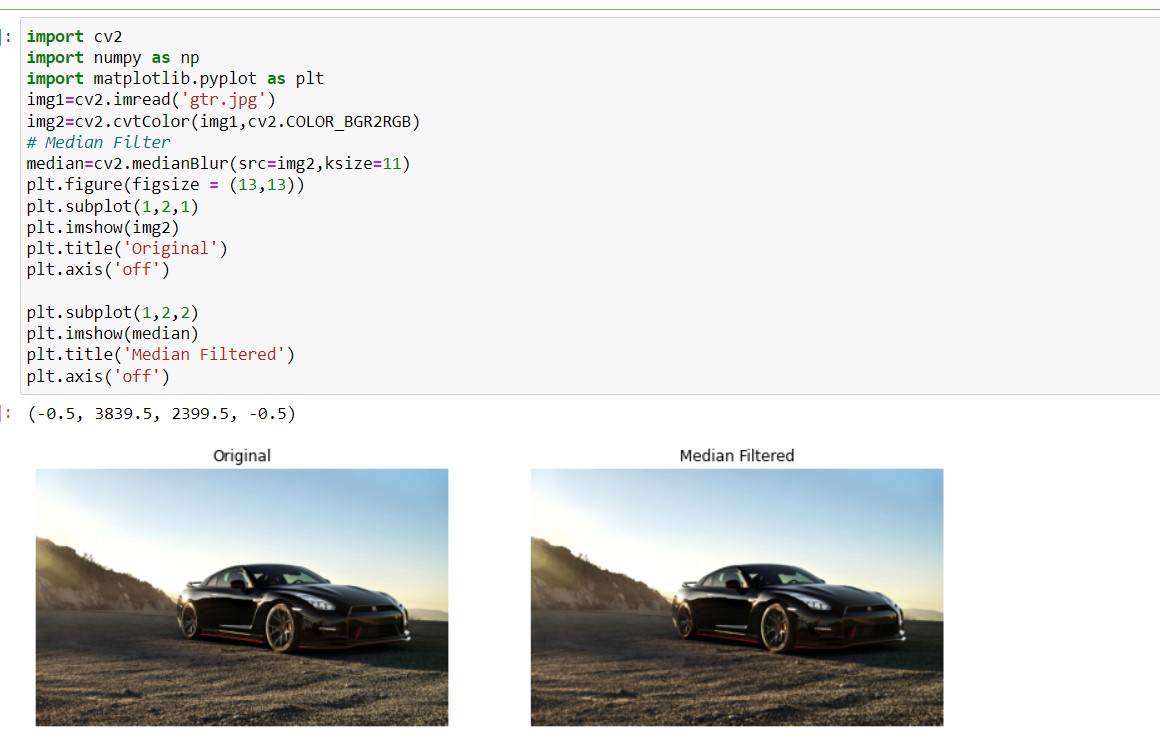 ]:
import cv2
import numpy as np
import matplotlib.pyplot as plt
img1=cv2.imread('gtr.jpg')
img2=cv2.cvtColor(img1,cv2.COLOR_BGR2RGB)
# Median Filter
median=cv2.medianBlur(src=img2,ksize=11)
plt.figure(figsize = (13,13))
plt.subplot(1,2,1)
plt.imshow(img2)
plt.title('Original')
plt.axis('off')

plt.subplot(1,2,2)
plt.imshow(median)
plt.title('Median Filtered')
plt.axis('off')
]: (-0.5, 3839.5, 2399.5, -0.5)
Original
Median Filtered